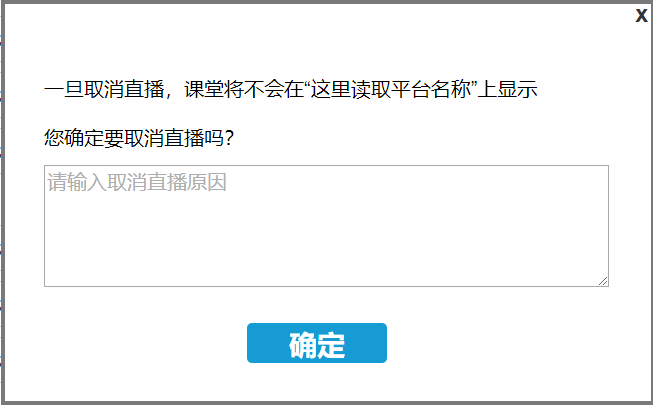 x
一旦取消直播，课堂将不会在“这里读取平台名称”上显示
您确定要取消直播吗？
请输入取消直播原因
确定